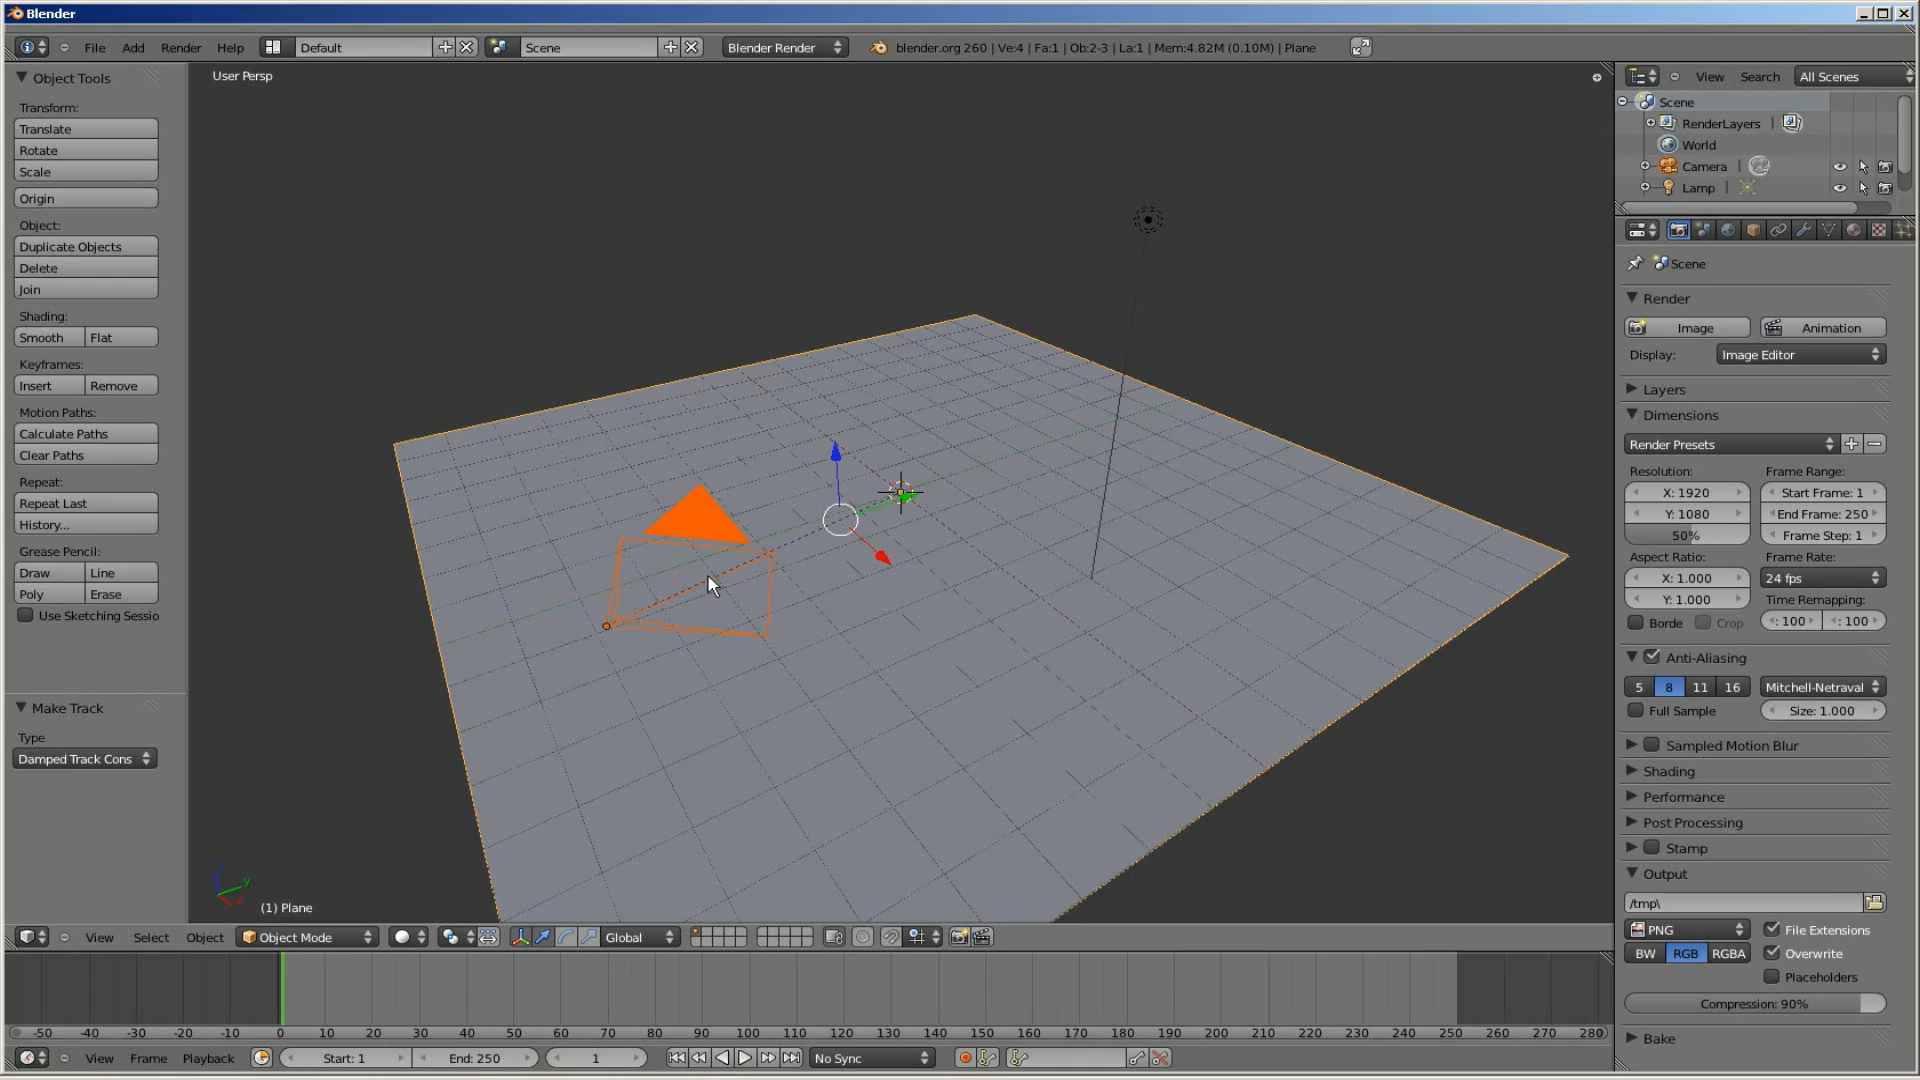 Blender
File Add Render Help Default Scene Blender Render blender.org 260 | Ve:4 | Fa:1 | Ob:2-3 | La:1 | Mem:4.82M (0.10M) | Plane
Object Tools
Transform:
Translate
Rotate
Scale
Origin
Object:
Duplicate Objects
Delete
Join
Shading:
Smooth Flat
Keyframes:
Insert Remove
Motion Paths:
Calculate Paths
Clear Paths
Repeat:
Repeat Last
History...
Grease Pencil:
Draw Line
Poly Erase
Use Sketching Sessio
Make Track
Type
Damped Track Cons
User Persp
y
(1) Plane
View Select Object Object Mode Global
View Search All Scenes
Scene
RenderLayers |
World
Camera |
Lamp |
Scene
Render
Image Animation
Display: Image Editor
Layers
Dimensions
Render Presets
Resolution: Frame Range:
X: 1920 Start Frame: 1
Y: 1080 End Frame: 250
50% Frame Step: 1
Aspect Ratio: Frame Rate:
X: 1.000 24 fps
Y: 1.000 Time Remapping:
Borde Crop : 100 : 100
Anti-Aliasing
5 8 11 16 Mitchell-Netraval
Full Sample Size: 1.000
Sampled Motion Blur
Shading
Performance
Post Processing
Stamp
Output
/tmp\
PNG File Extensions
BW RGB RGBA Overwrite
Placeholders
Compression: 90%
Bake
-50 -40 -30 -20 -10 0 10 20 30 40 50 60 70 80 90 100 110 120 130 140 150 160 170 180 190 200 210 220 230 240 250 260 270 280
View Frame Playback Start: 1 End: 250 1 No Sync